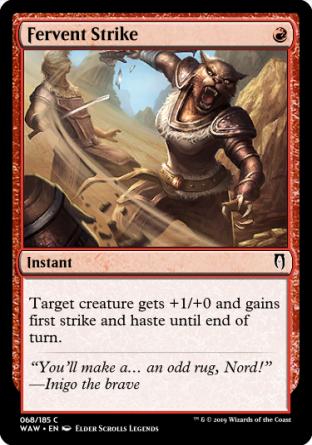 Fervent Strike
Instant
Target creature gets +1/+0 and gains
first strike and haste until end of
turn.
“You’ll make a… an odd rug, Nord!”
—Inigo the brave
068/185 C
WAW • EN ELDER SCROLLS LEGENDS
™ & © 2019 Wizards of the Coast